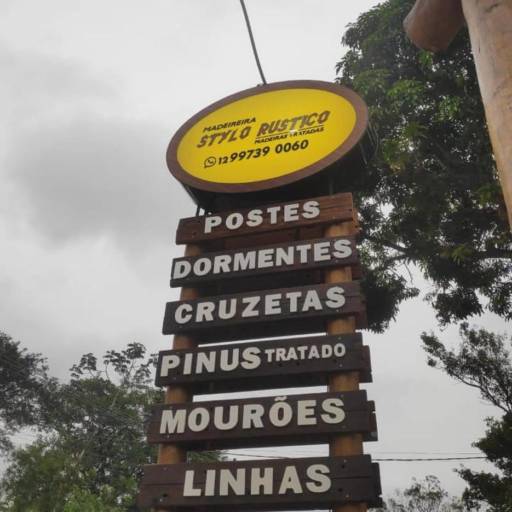 MADEIREIRA
STYLO RUSTICO
MADEIRAS TRATADAS
12 99739 0060
POSTES
DORMENTES
CRUZETAS
PINUS TRATADO
MOURÕES
LINHAS